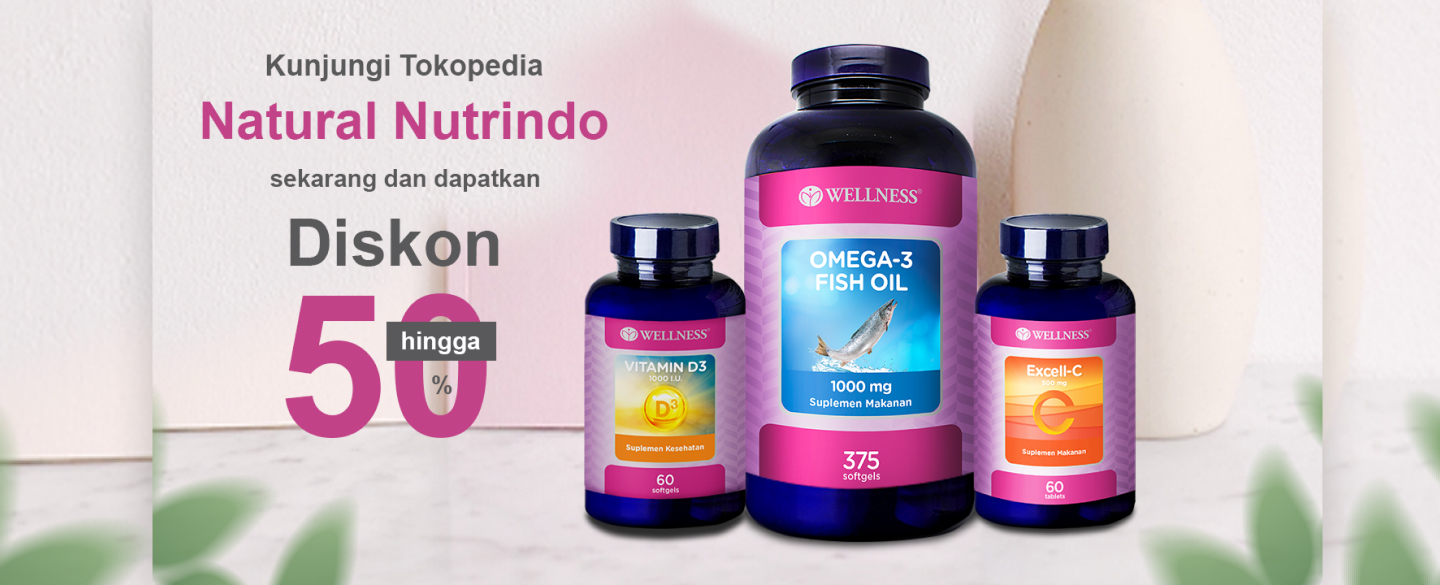 Kunjungi Tokopedia
Natural Nutrindo
sekarang dan dapatkan
Diskon
hingga
50
%
WELLNESS®
VITAMIN D3
1000 I.U.
D3
Suplemen Kesehatan
60
softgels
WELLNESS®
OMEGA-3
FISH OIL
1000 mg
Suplemen Makanan
375
softgels
WELLNESS®
Excell-C
500 mg
C
Suplemen Makanan
60
tablets